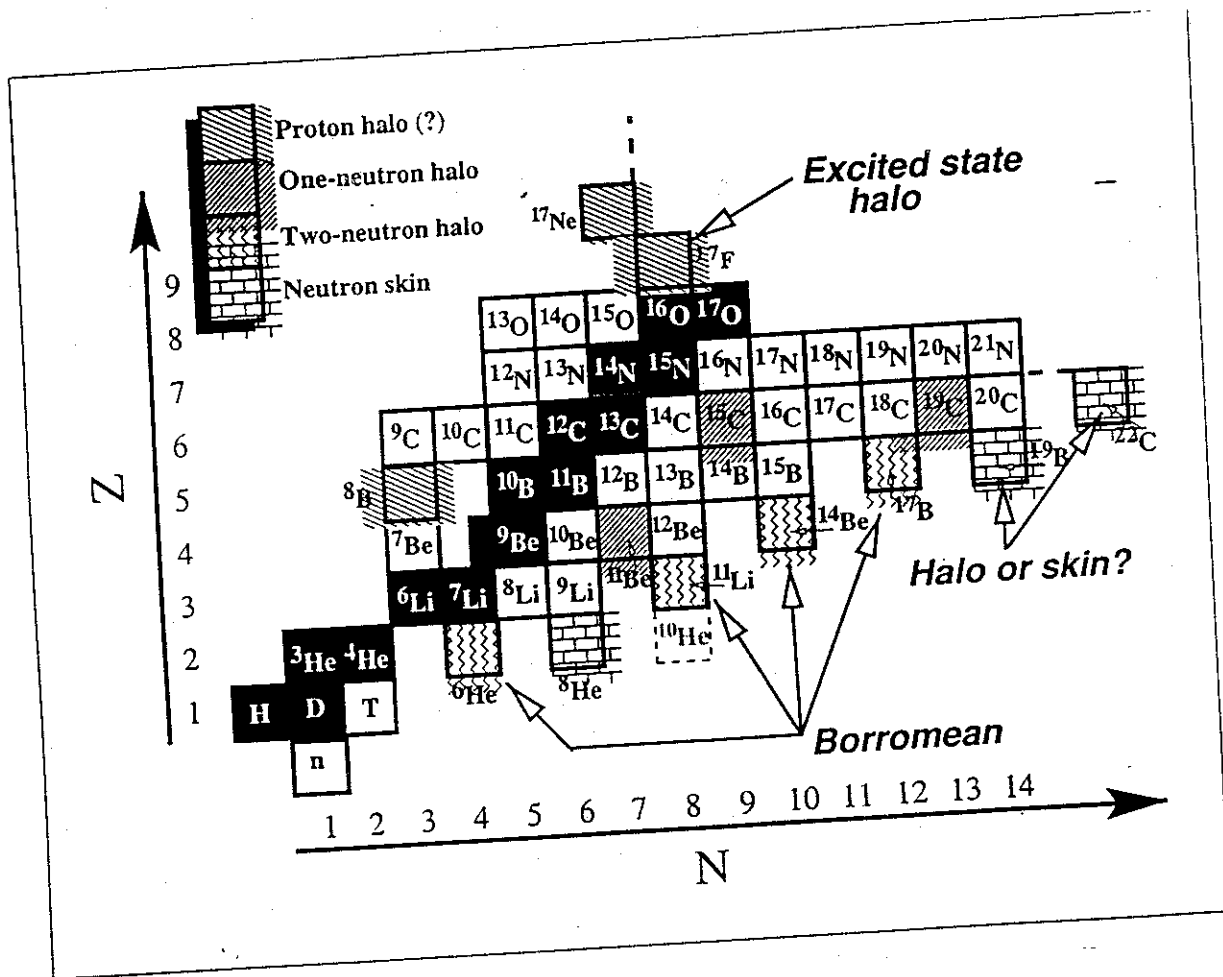 Proton halo (?)
One-neutron halo
Two-neutron halo
Neutron skin
Excited state
halo
¹⁷Ne
¹⁷F
9
¹³O ¹⁴O ¹⁵O ¹⁶O ¹⁷O
8
¹²N ¹³N ¹⁴N ¹⁵N ¹⁶N ¹⁷N ¹⁸N ¹⁹N ²⁰N ²¹N
7
⁹C ¹⁰C ¹¹C ¹²C ¹³C ¹⁴C ¹⁵C ¹⁶C ¹⁷C ¹⁸C ¹⁹C ²⁰C ²²C
6
⁸B ¹⁰B ¹¹B ¹²B ¹³B ¹⁴B ¹⁵B ¹⁷B ¹⁹B
5
Z
⁷Be ⁹Be ¹⁰Be ¹¹Be ¹²Be ¹⁴Be
4
Halo or skin?
⁶Li ⁷Li ⁸Li ⁹Li ¹¹Li
3
³He ⁴He ⁶He ⁸He ¹⁰He
2
H D T
1
Borromean
n
1 2 3 4 5 6 7 8 9 10 11 12 13 14
N